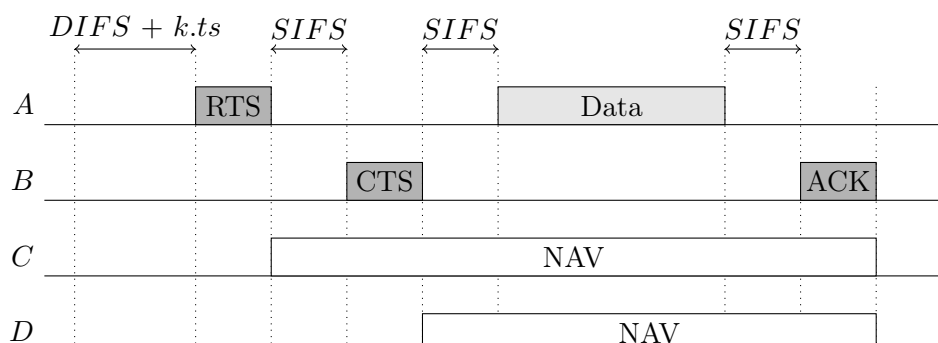 DIFS + k.ts SIFS SIFS SIFS
A RTS Data
B CTS ACK
C NAV
D NAV